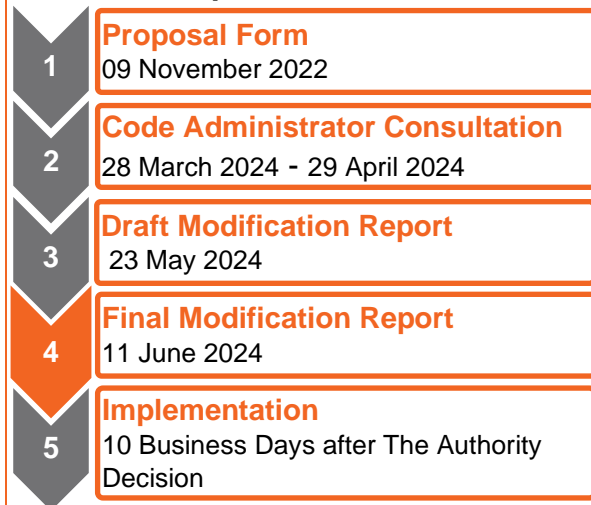 1
Proposal Form
09 November 2022
2
Code Administrator Consultation
28 March 2024 - 29 April 2024
3
Draft Modification Report
23 May 2024
4
Final Modification Report
11 June 2024
5
Implementation
10 Business Days after The Authority
Decision